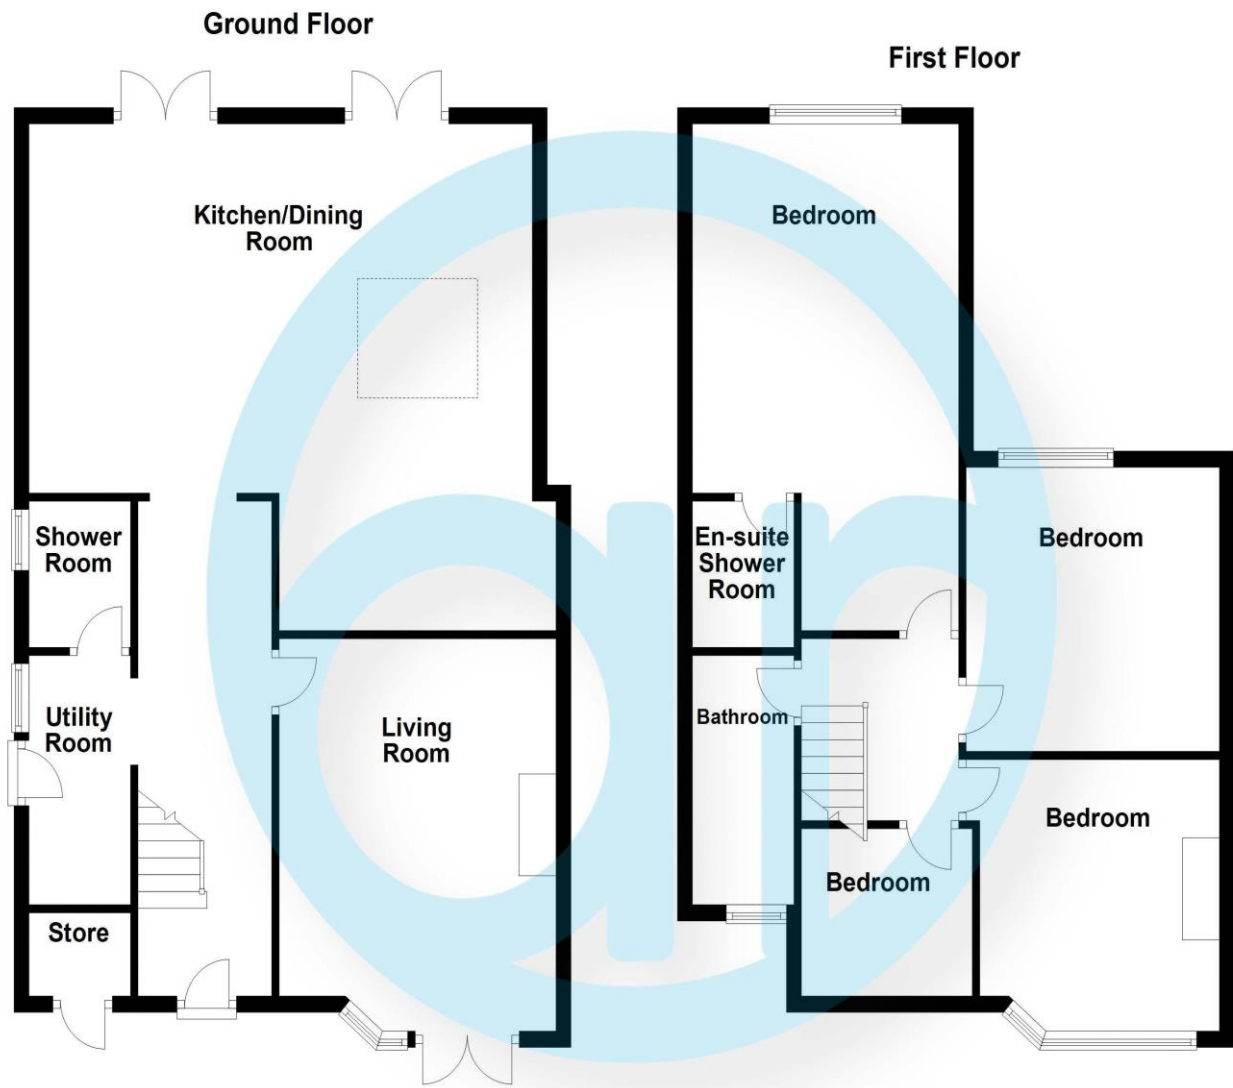 Ground Floor
Kitchen/Dining
Room
Shower
Room
Utility
Room
Living
Room
Store
First Floor
Bedroom
En-suite
Shower
Room
Bedroom
Bathroom
Bedroom
Bedroom